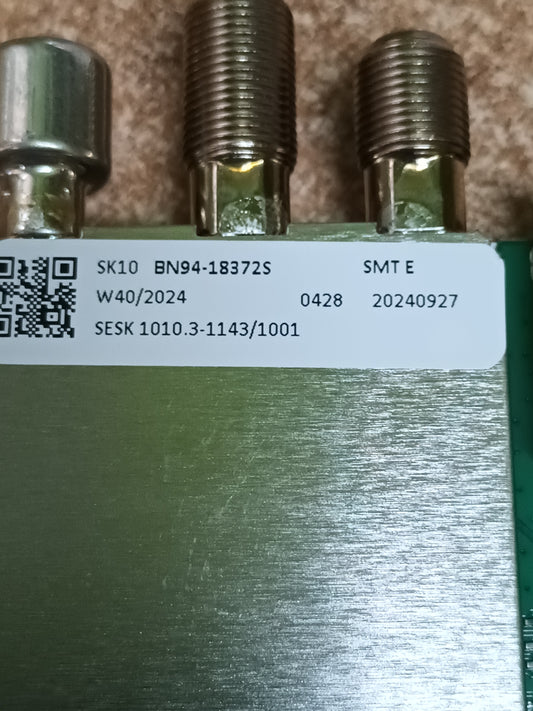 SK10 BN94-18372S SMT E
W40/2024 0428 20240927
SESK 1010.3-1143/1001